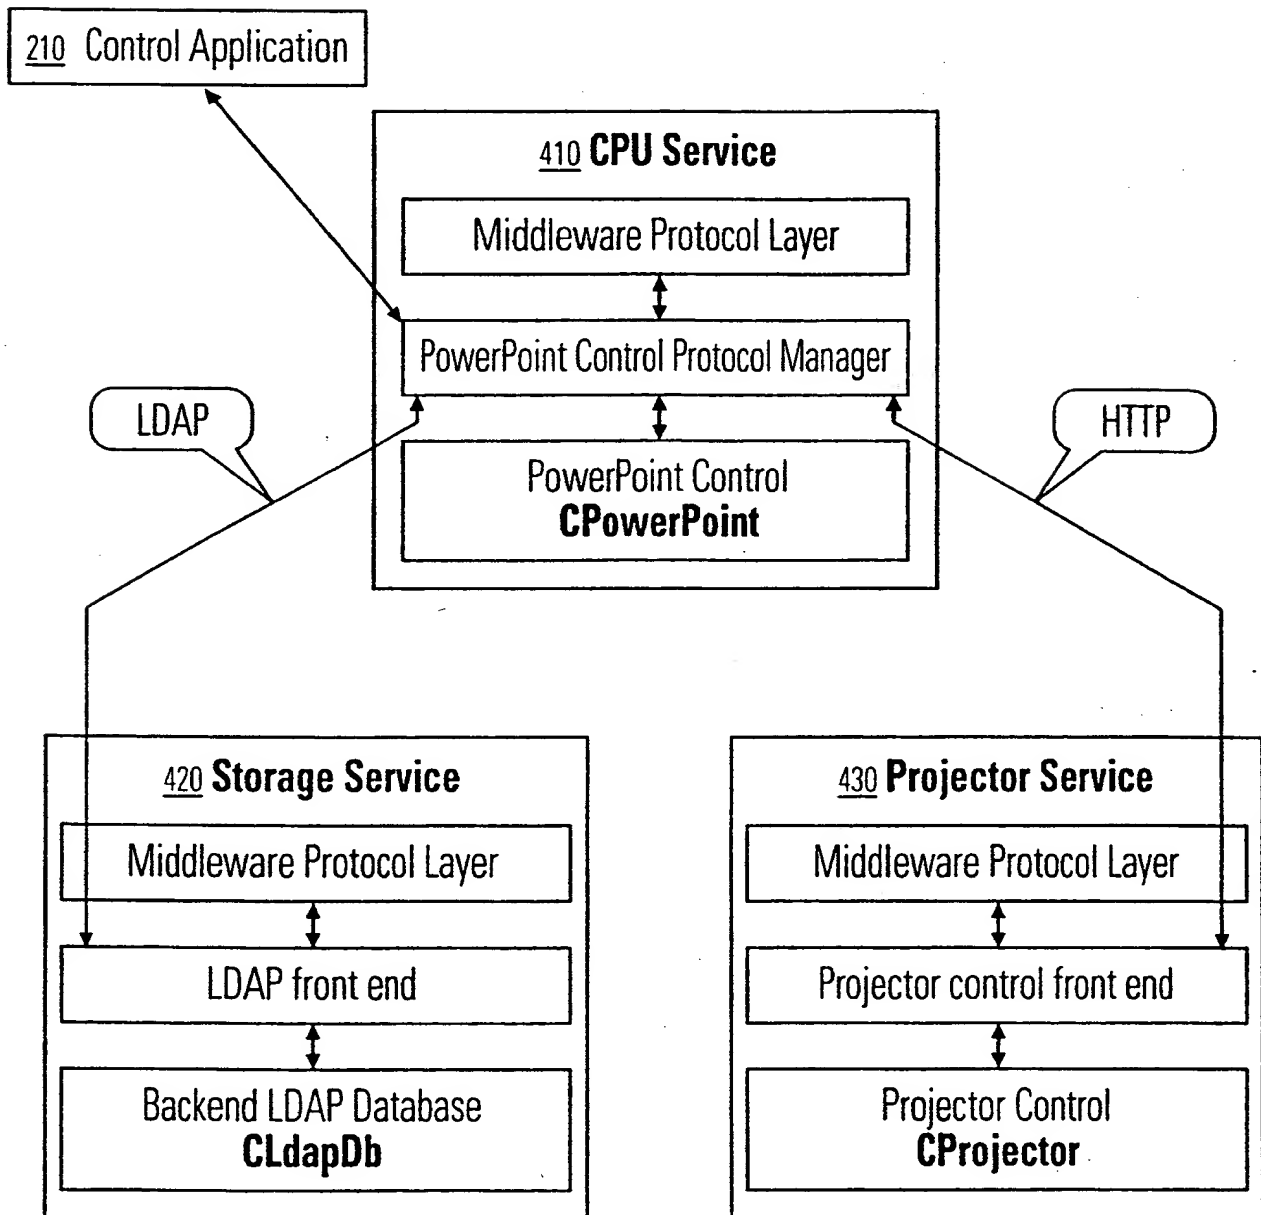 210 Control Application
410 CPU Service
Middleware Protocol Layer
PowerPoint Control Protocol Manager
LDAP
HTTP
PowerPoint Control
CPowerPoint
420 Storage Service
Middleware Protocol Layer
LDAP front end
Backend LDAP Database
CLdapDb
430 Projector Service
Middleware Protocol Layer
Projector control front end
Projector Control
CProjector